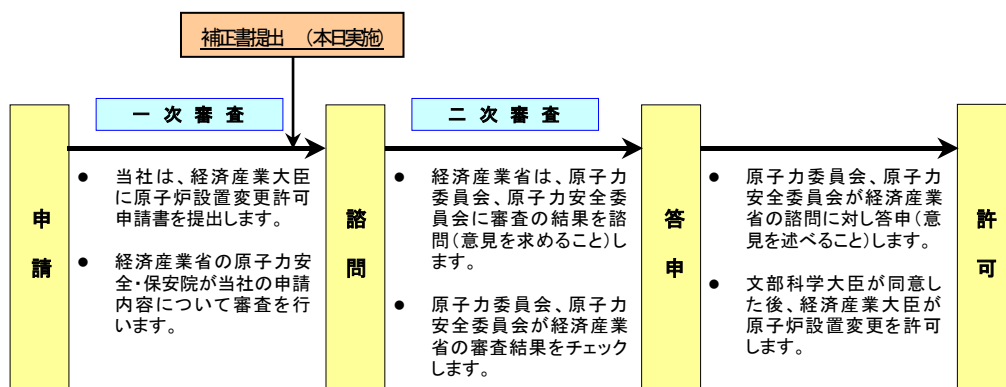 補正書提出 （本日実施）
一次審査
二次審査
申請
● 当社は、経済産業大臣
に原子炉設置変更許可
申請書を提出します。
● 経済産業省の原子力安
全・保安院が当社の申請
内容について審査を行
います。
諮問
● 経済産業省は、原子力
委員会、原子力安全委
員会に審査の結果を諮
問（意見を求めること）し
ます。
● 原子力委員会、原子力
安全委員会が経済産業
省の審査結果をチェック
します。
答申
● 原子力委員会、原子力
安全委員会が経済産業
省の諮問に対し答申（意
見を述べること）します。
● 文部科学大臣が同意し
た後、経済産業大臣が
原子炉設置変更を許可
します。
許可